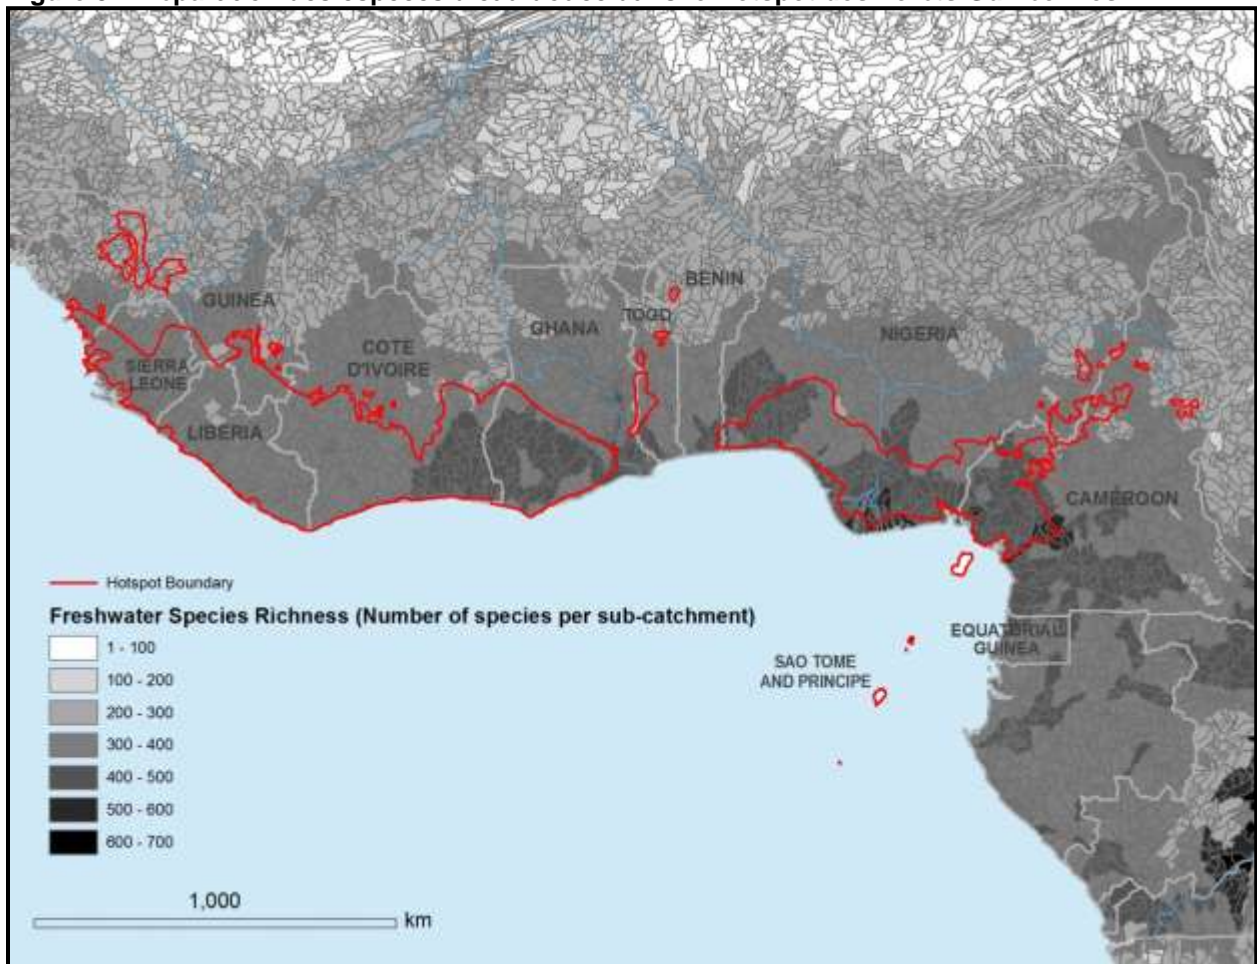 GUINEA
BENIN
TOGO
GHANA
NIGERIA
COTE
D'IVOIRE
SIERRA
LEONE
LIBERIA
CAMEROON
Hotspot Boundary
Freshwater Species Richness (Number of species per sub-catchment)
1 - 100
100 - 200
200 - 300
300 - 400
400 - 500
500 - 600
600 - 700
EQUATORIAL
GUINEA
SAO TOME
AND PRINCIPE
1,000
km